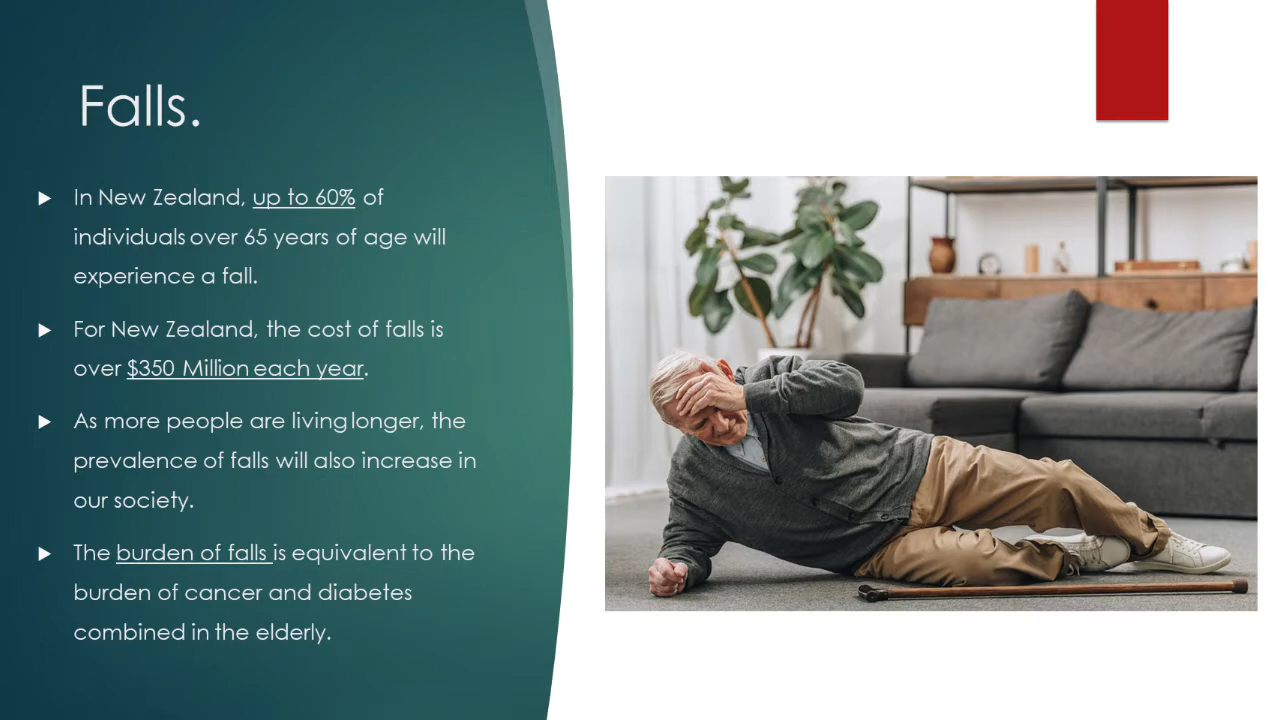 Falls.
In New Zealand, up to 60% of
individuals over 65 years of age will
experience a fall.
For New Zealand, the cost of falls is
over $350 Million each year.
As more people are living longer, the
prevalence of falls will also increase in
our society.
The burden of falls is equivalent to the
burden of cancer and diabetes
combined in the elderly.